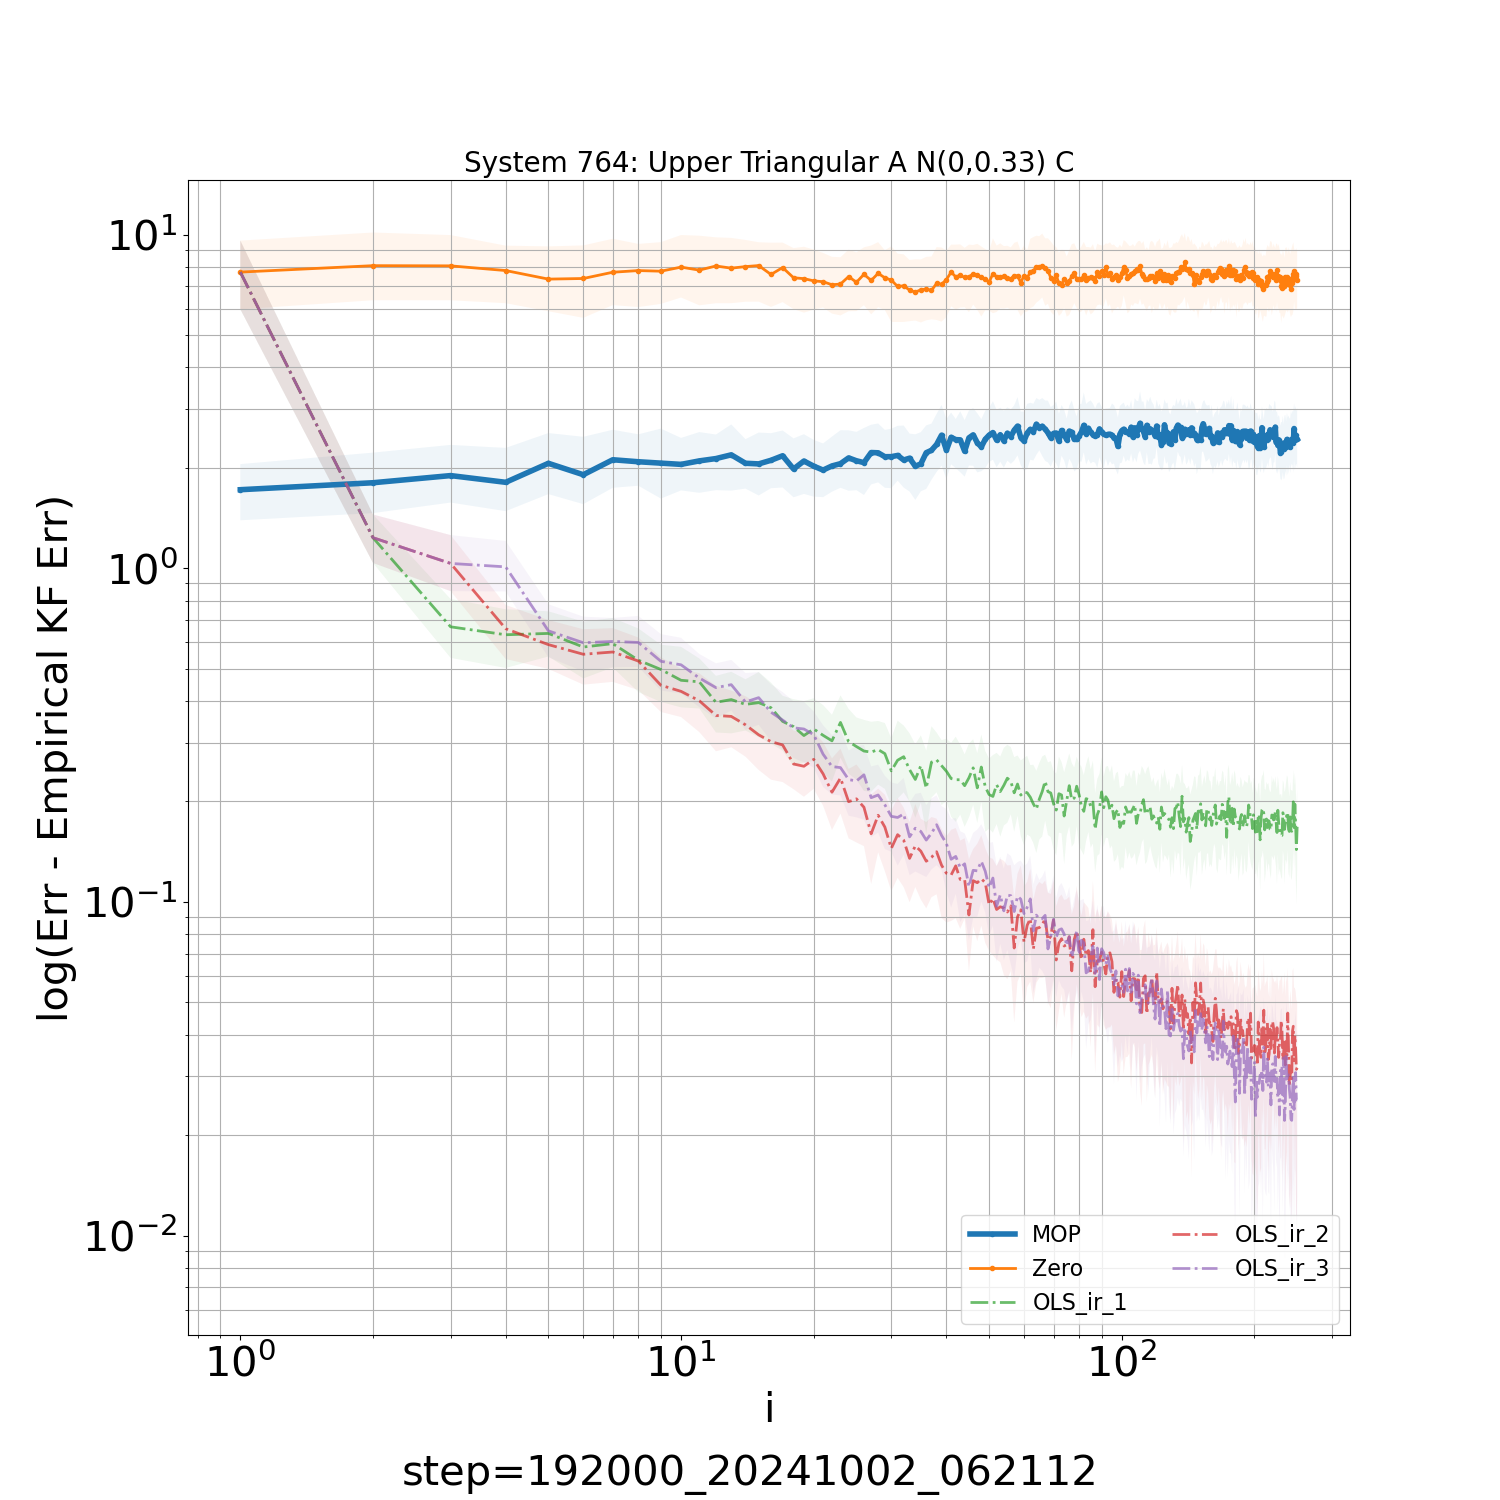 System 764: Upper Triangular A N(0,0.33) C
log(Err - Empirical KF Err)
10^1
10^0
10^-1
10^-2
MOP
Zero
OLS_ir_1
OLS_ir_2
OLS_ir_3
10^0
10^1
10^2
i
step=192000_20241002_062112